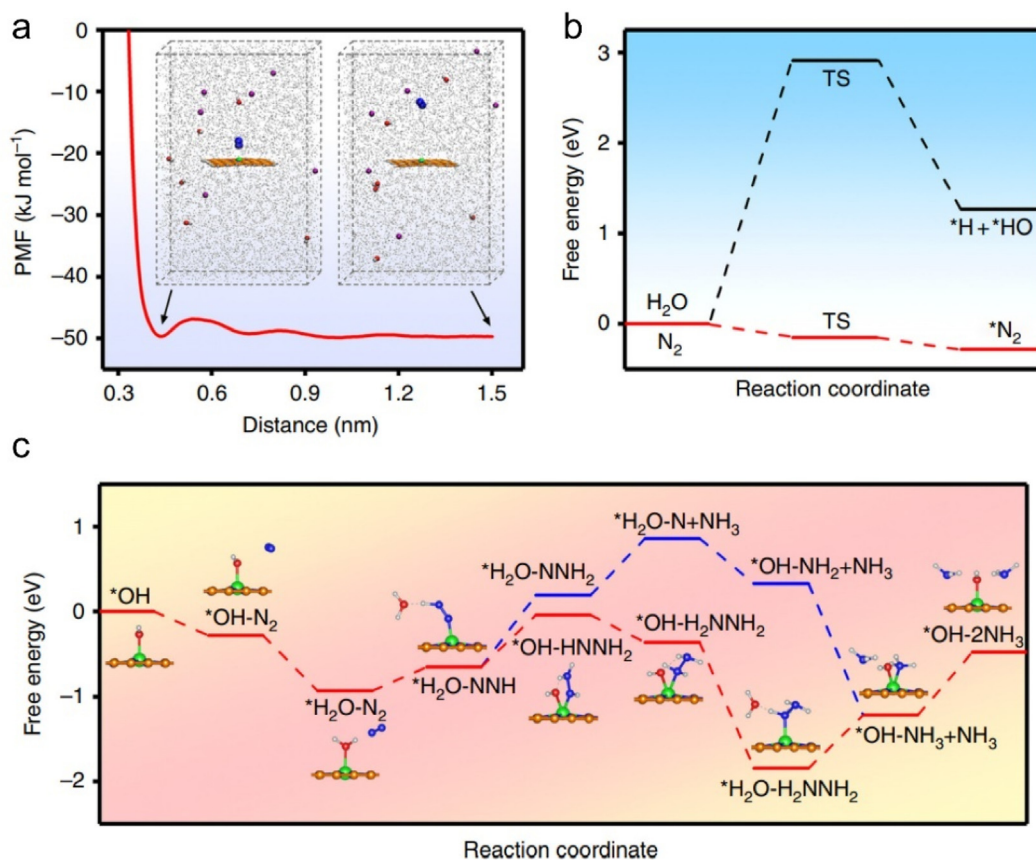 a
0
−10
−20
−30
−40
−50
PMF (kJ mol⁻¹)
0.3 0.6 0.9 1.2 1.5
Distance (nm)
b
3
2
1
0
Free energy (eV)
TS
*H + *HO
H₂O
N₂
TS
*N₂
Reaction coordinate
c
1
0
−1
−2
Free energy (eV)
*OH
*OH-N₂
*H₂O-N₂
*H₂O-NNH
*H₂O-NNH₂
*OH-HNNH₂
*H₂O-N+NH₃
*OH-H₂NNH₂
*OH-NH₂+NH₃
*H₂O-H₂NNH₂
*OH-NH₃+NH₃
*OH-2NH₃
Reaction coordinate